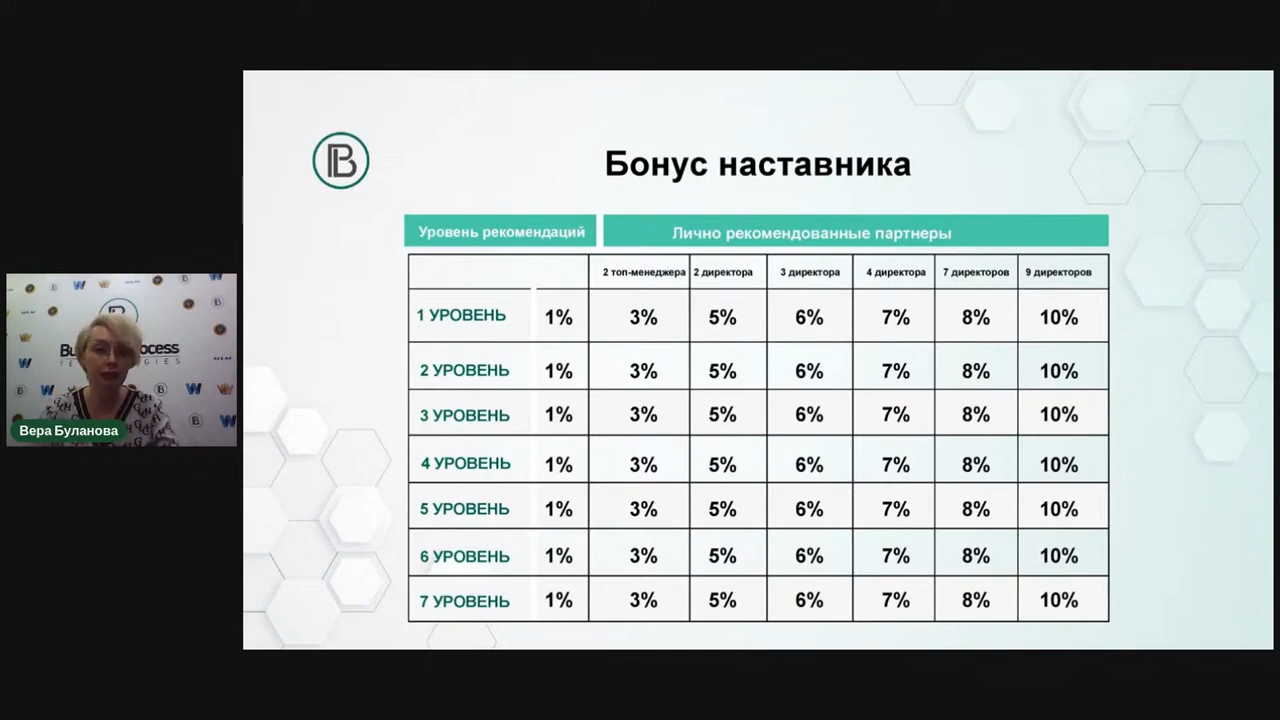 Бонус наставника
Уровень рекомендаций Лично рекомендованные партнеры
2 топ-менеджера 2 директора 3 директора 4 директора 7 директоров 9 директоров
1 УРОВЕНЬ 1% 3% 5% 6% 7% 8% 10%
2 УРОВЕНЬ 1% 3% 5% 6% 7% 8% 10%
3 УРОВЕНЬ 1% 3% 5% 6% 7% 8% 10%
4 УРОВЕНЬ 1% 3% 5% 6% 7% 8% 10%
5 УРОВЕНЬ 1% 3% 5% 6% 7% 8% 10%
6 УРОВЕНЬ 1% 3% 5% 6% 7% 8% 10%
7 УРОВЕНЬ 1% 3% 5% 6% 7% 8% 10%
Вера Буланова